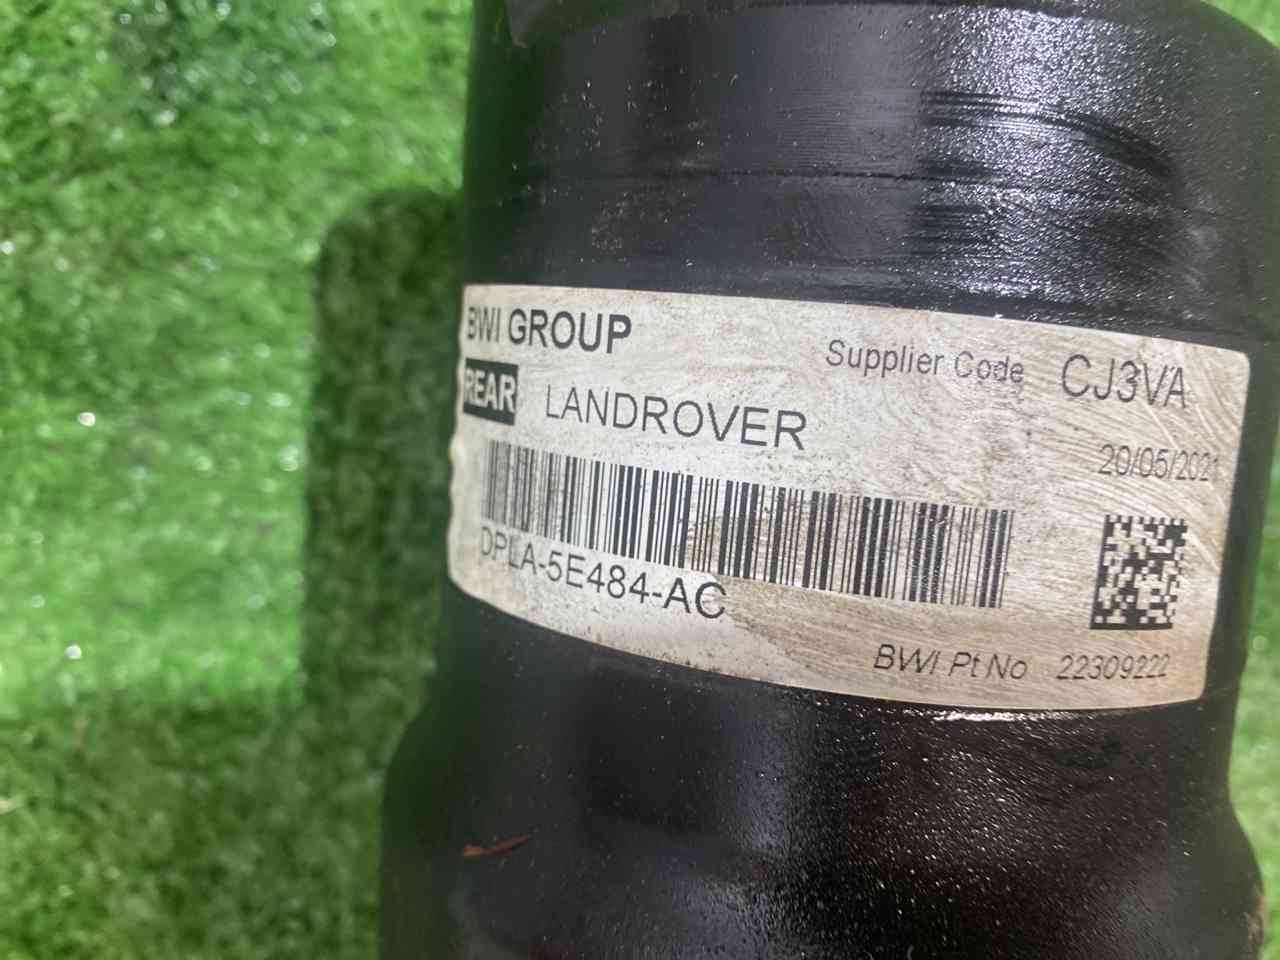 BWI GROUP
Supplier Code CJ3VA
REAR LANDROVER
20/05/2021
DPLA-5E484-AC
BWI Pt No 22309222